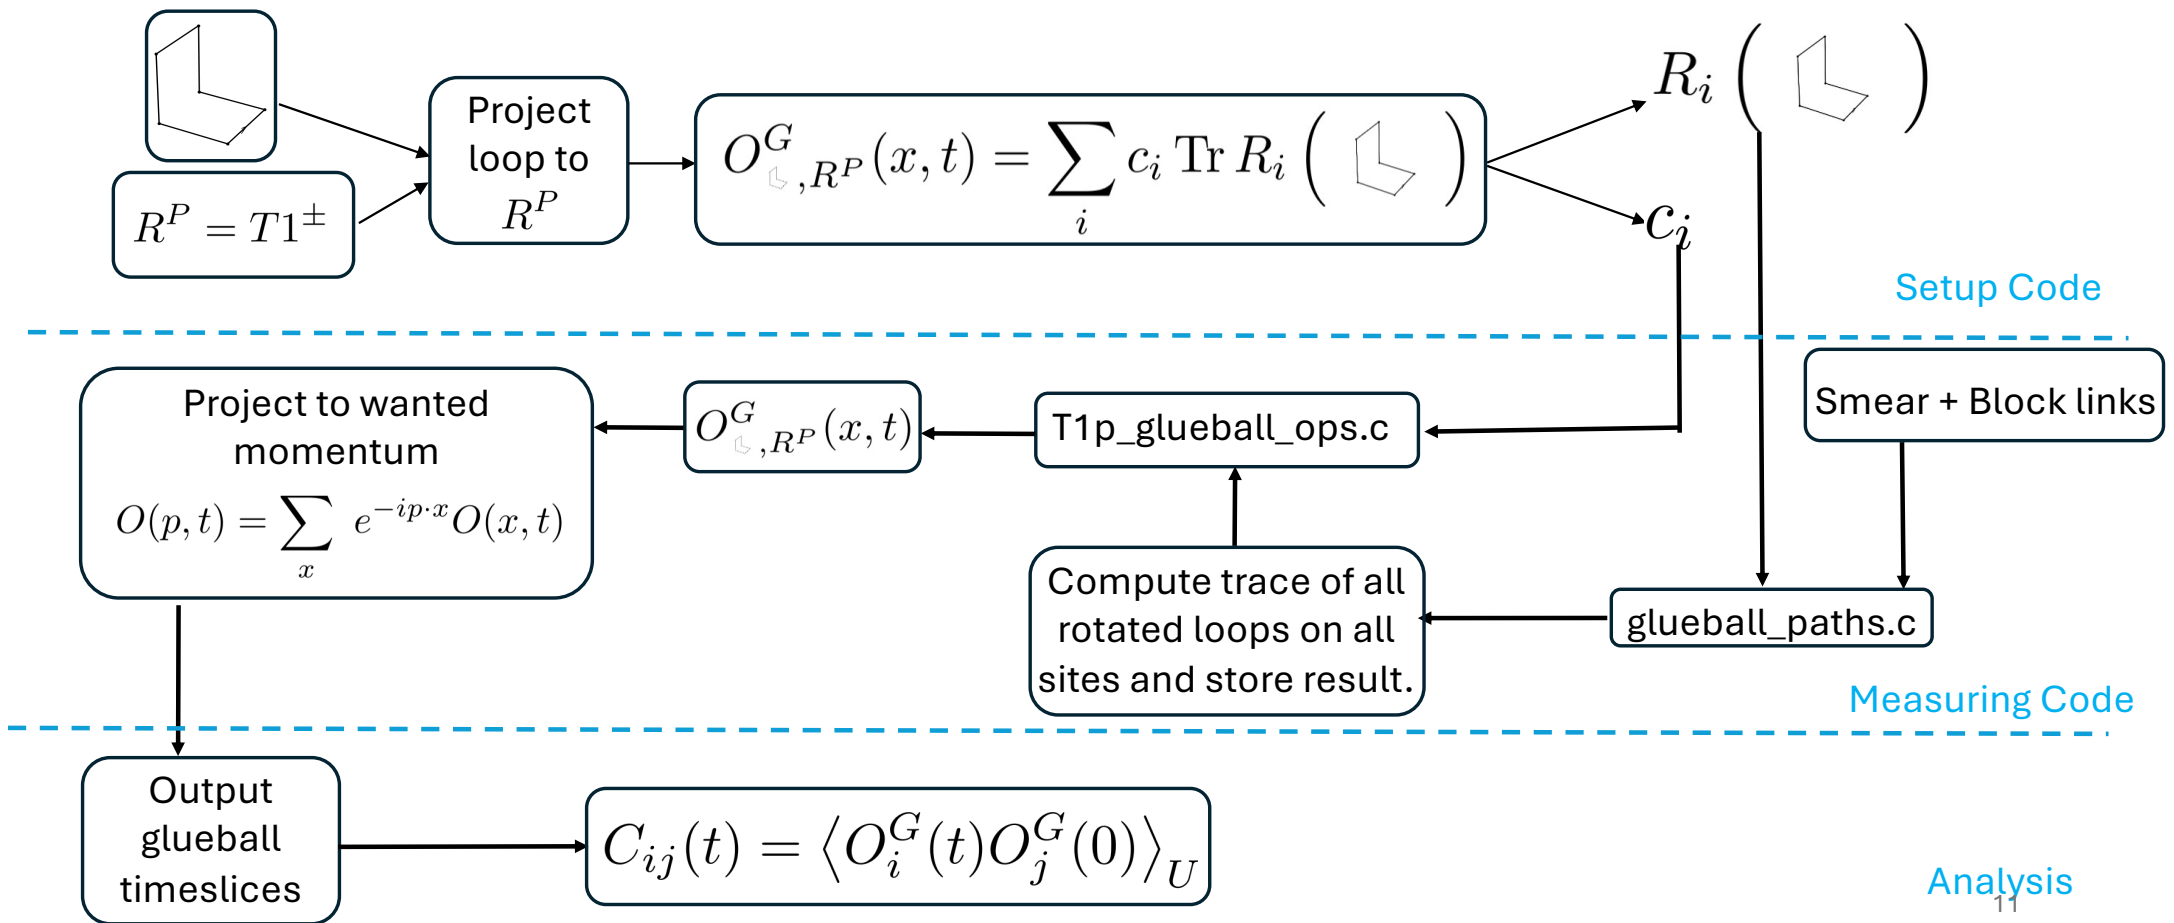 R^P = T1^±
Project
loop to
R^P
O^G_{,R^P}(x, t) = \sum_i c_i Tr R_i ( )
R_i ( )
c_i
Setup Code
Project to wanted
momentum
O(p, t) = \sum_x e^{-ip·x} O(x, t)
O^G_{,R^P}(x, t)
T1p_glueball_ops.c
Smear + Block links
Compute trace of all
rotated loops on all
sites and store result.
glueball_paths.c
Measuring Code
Output
glueball
timeslices
C_{ij}(t) = ⟨O^G_i(t)O^G_j(0)⟩_U
Analysis
11